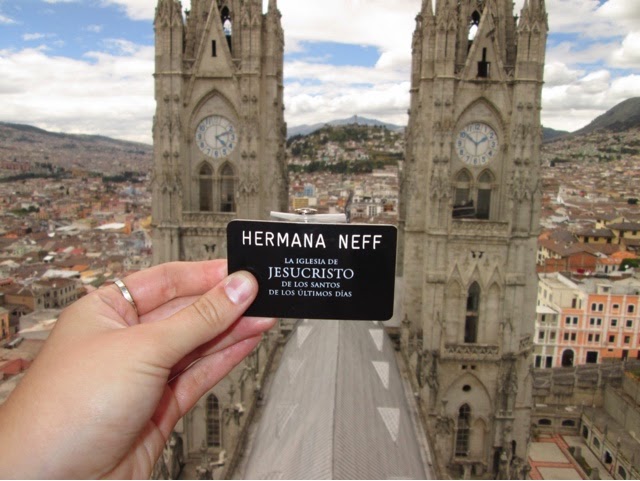 HERMANA NEFF
LA IGLESIA DE
JESUCRISTO
DE LOS SANTOS
DE LOS ÚLTIMOS DÍAS